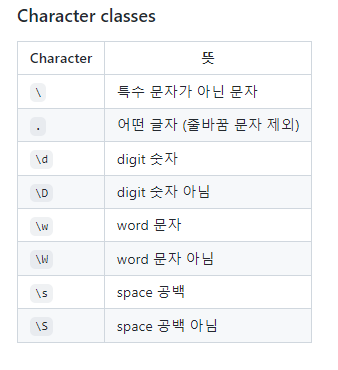 Character classes
Character 뜻
\ 특수 문자가 아닌 문자
. 어떤 글자 (줄바꿈 문자 제외)
\d digit 숫자
\D digit 숫자 아님
\w word 문자
\W word 문자 아님
\s space 공백
\S space 공백 아님